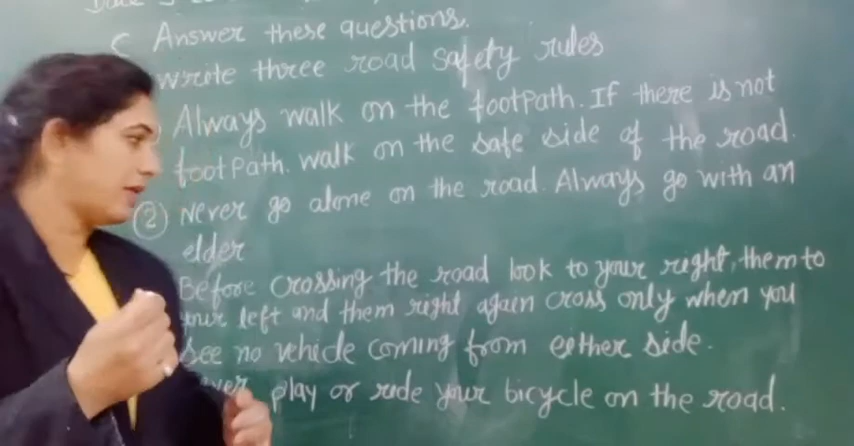 C Answer these questions.
write three road safety rules
Always walk on the footpath. If there is not
footpath. walk on the safe side of the road.
② Never go alone on the road. Always go with an
elder
Before crossing the road look to your right, them to
your left and them right again cross only when you
see no vehicle coming from eether side.
play or ride your bicycle on the road.